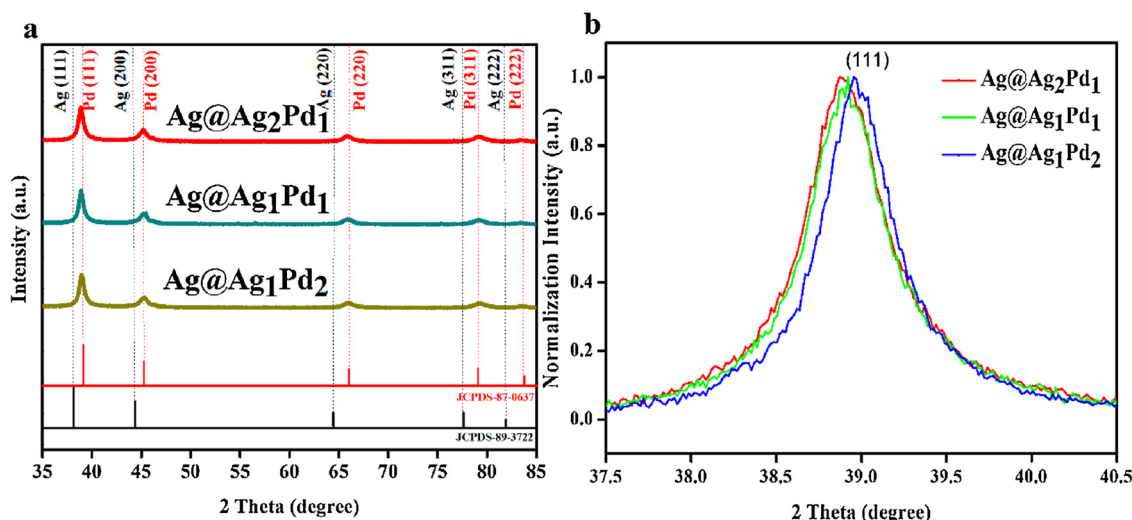 a
Ag (111)
Pd (111)
Ag (200)
Pd (200)
Ag (220)
Pd (220)
Ag (311)
Pd (311)
Ag (222)
Pd (222)
Ag@Ag2Pd1
Ag@Ag1Pd1
Ag@Ag1Pd2
JCPDS-87-0637
JCPDS-89-3722
Intensity (a.u.)
35 40 45 50 55 60 65 70 75 80 85
2 Theta (degree)
b
(111)
Ag@Ag2Pd1
Ag@Ag1Pd1
Ag@Ag1Pd2
Normalization Intensity (a.u.)
1.0
0.8
0.6
0.4
0.2
0.0
37.5 38.0 38.5 39.0 39.5 40.0 40.5
2 Theta (degree)